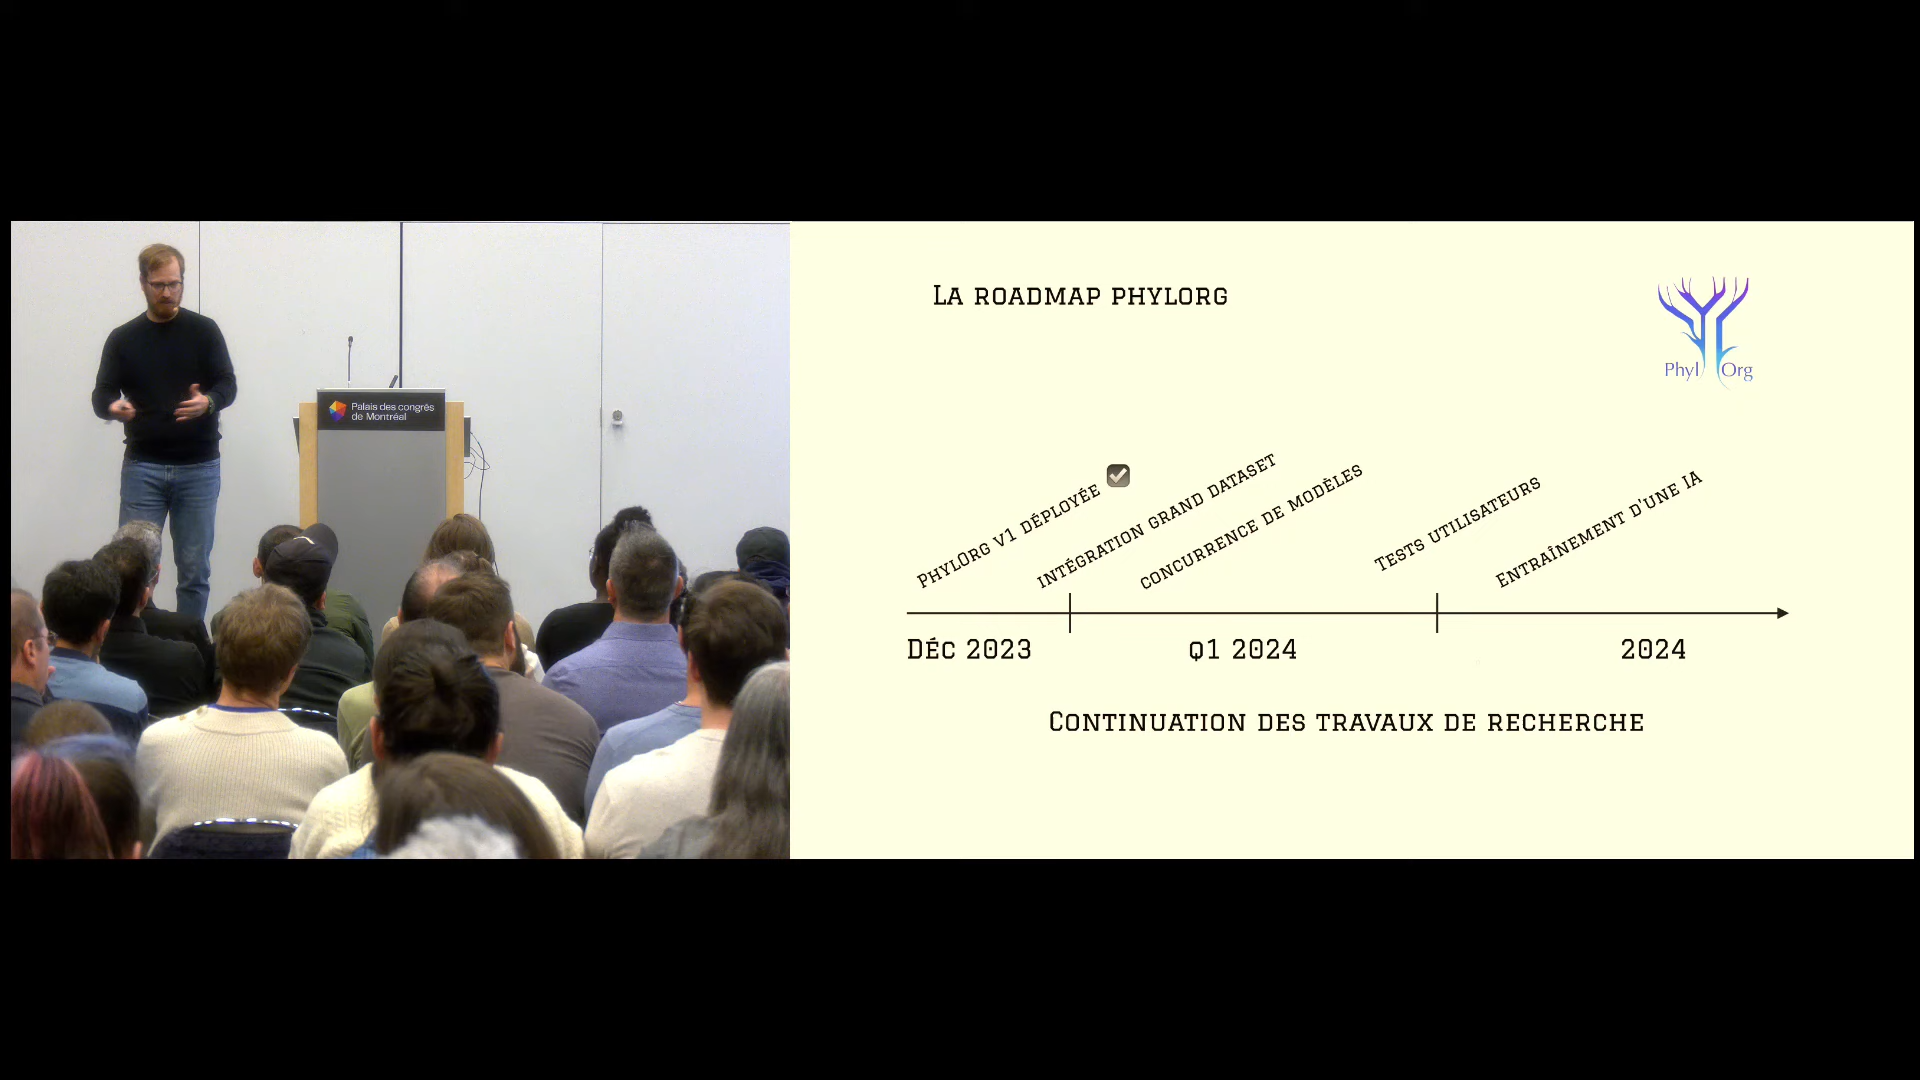 Palais des congrès
de Montréal
La roadmap phylorg
Phyl Org
PhylOrg v1 déployée
intégration grand dataset
concurrence de modèles
Tests utilisateurs
Entraînement d'une IA
Déc 2023
Q1 2024
2024
Continuation des travaux de recherche